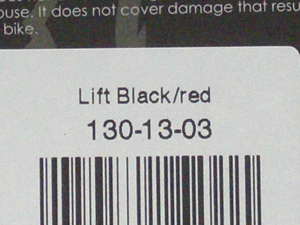 ouse. It does not cover damage that resu
bike.
Lift Black/red
130-13-03